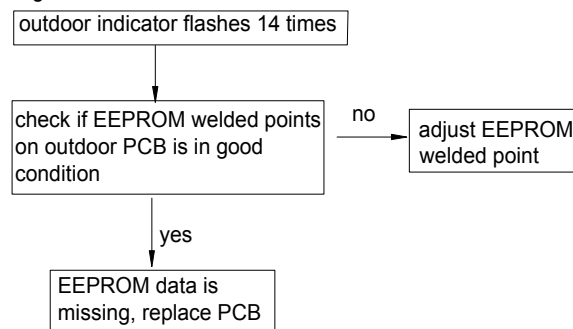 outdoor indicator flashes 14 times
check if EEPROM welded points
on outdoor PCB is in good
condition
no
adjust EEPROM
welded point
yes
EEPROM data is
missing, replace PCB